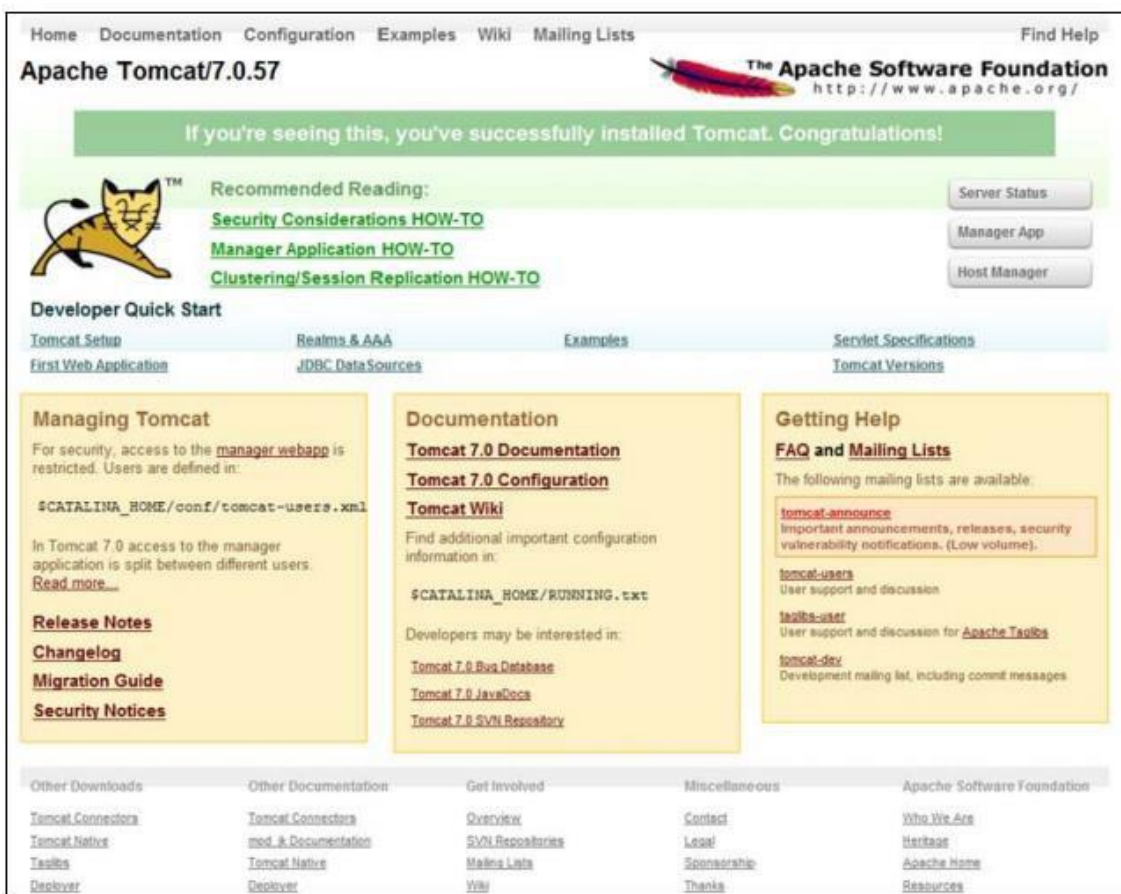 Home Documentation Configuration Examples Wiki Mailing Lists Find Help
Apache Tomcat/7.0.57
The Apache Software Foundation
http://www.apache.org/
If you're seeing this, you've successfully installed Tomcat. Congratulations!
TM
Recommended Reading:
Security Considerations HOW-TO
Manager Application HOW-TO
Clustering/Session Replication HOW-TO
Server Status
Manager App
Host Manager
Developer Quick Start
Tomcat Setup Realms & AAA Examples Servlet Specifications
First Web Application JDBC DataSources Tomcat Versions
Managing Tomcat
For security, access to the manager webapp is
restricted. Users are defined in:
$CATALINA_HOME/conf/tomcat-users.xml
In Tomcat 7.0 access to the manager
application is split between different users.
Read more...
Release Notes
Changelog
Migration Guide
Security Notices
Documentation
Tomcat 7.0 Documentation
Tomcat 7.0 Configuration
Tomcat Wiki
Find additional important configuration
information in:
$CATALINA_HOME/RUNNING.txt
Developers may be interested in:
Tomcat 7.0 Bug Database
Tomcat 7.0 JavaDocs
Tomcat 7.0 SVN Repository
Getting Help
FAQ and Mailing Lists
The following mailing lists are available:
tomcat-announce
Important announcements, releases, security
vulnerability notifications. (Low volume).
tomcat-users
User support and discussion
taglibs-user
User support and discussion for Apache Taglibs
tomcat-dev
Development mailing list, including commit messages
Other Downloads Other Documentation Get Involved Miscellaneous Apache Software Foundation
Tomcat Connectors Tomcat Connectors Overview Contact Who We Are
Tomcat Native mod_jk Documentation SVN Repositories Legal Heritage
Taglibs Tomcat Native Mailing Lists Sponsorship Apache Home
Deployer Deployer Wiki Thanks Resources